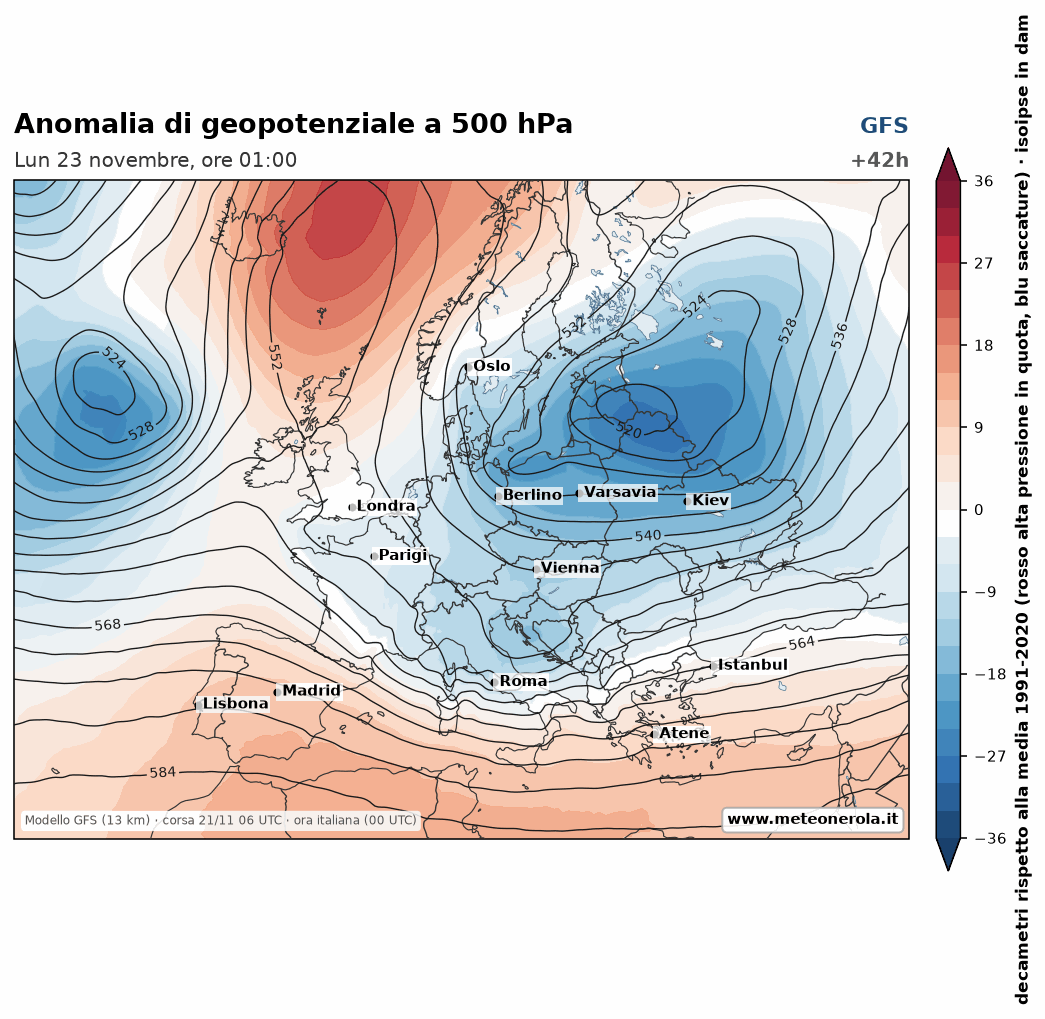 Anomalia di geopotenziale a 500 hPa
GFS
Lun 23 novembre, ore 01:00
+42h
524
528
552
532
524
528
536
520
540
568
564
584
Oslo
Londra
Berlino
Varsavia
Kiev
Parigi
Vienna
Roma
Istanbul
Madrid
Lisbona
Atene
Modello GFS (13 km) · corsa 21/11 06 UTC · ora italiana (00 UTC)
www.meteonerola.it
36
27
18
9
0
−9
−18
−27
−36
decametri rispetto alla media 1991-2020 (rosso alta pressione in quota, blu saccature) · isoipse in dam